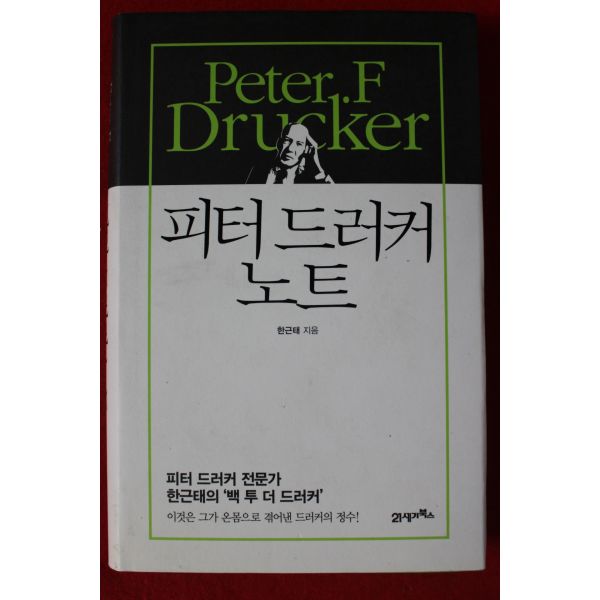 Peter. F
Drucker
피터 드러커
노트
한근태 지음
피터 드러커 전문가
한근태의 '백 투 더 드러커'
이것은 그가 온몸으로 겪어낸 드러커의 정수!
21세기북스